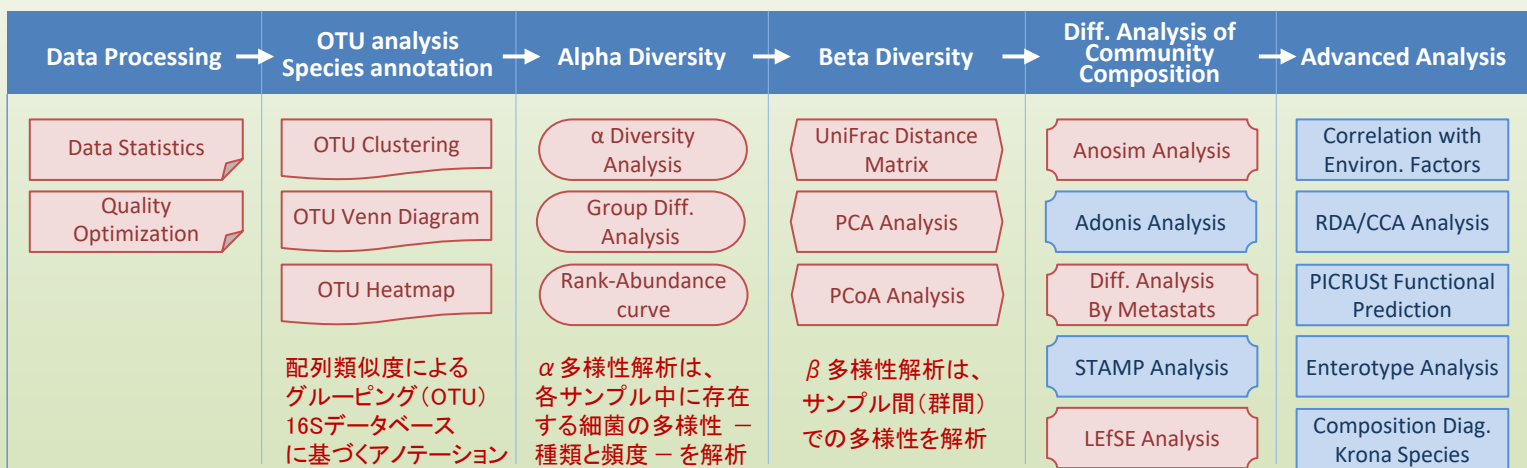 Data Processing
OTU analysis
Species annotation
Alpha Diversity
Beta Diversity
Diff. Analysis of
Community
Composition
Advanced Analysis
Data Statistics
Quality
Optimization
OTU Clustering
OTU Venn Diagram
OTU Heatmap
配列類似度による
グルーピング(OTU)
16Sデータベース
に基づくアノテーション
α Diversity
Analysis
Group Diff.
Analysis
Rank-Abundance
curve
α多様性解析は、
各サンプル中に存在
する細菌の多様性 −
種類と頻度 − を解析
UniFrac Distance
Matrix
PCA Analysis
PCoA Analysis
β多様性解析は、
サンプル間(群間)
での多様性を解析
Anosim Analysis
Adonis Analysis
Diff. Analysis
By Metastats
STAMP Analysis
LEfSE Analysis
Correlation with
Environ. Factors
RDA/CCA Analysis
PICRUSt Functional
Prediction
Enterotype Analysis
Composition Diag.
Krona Species